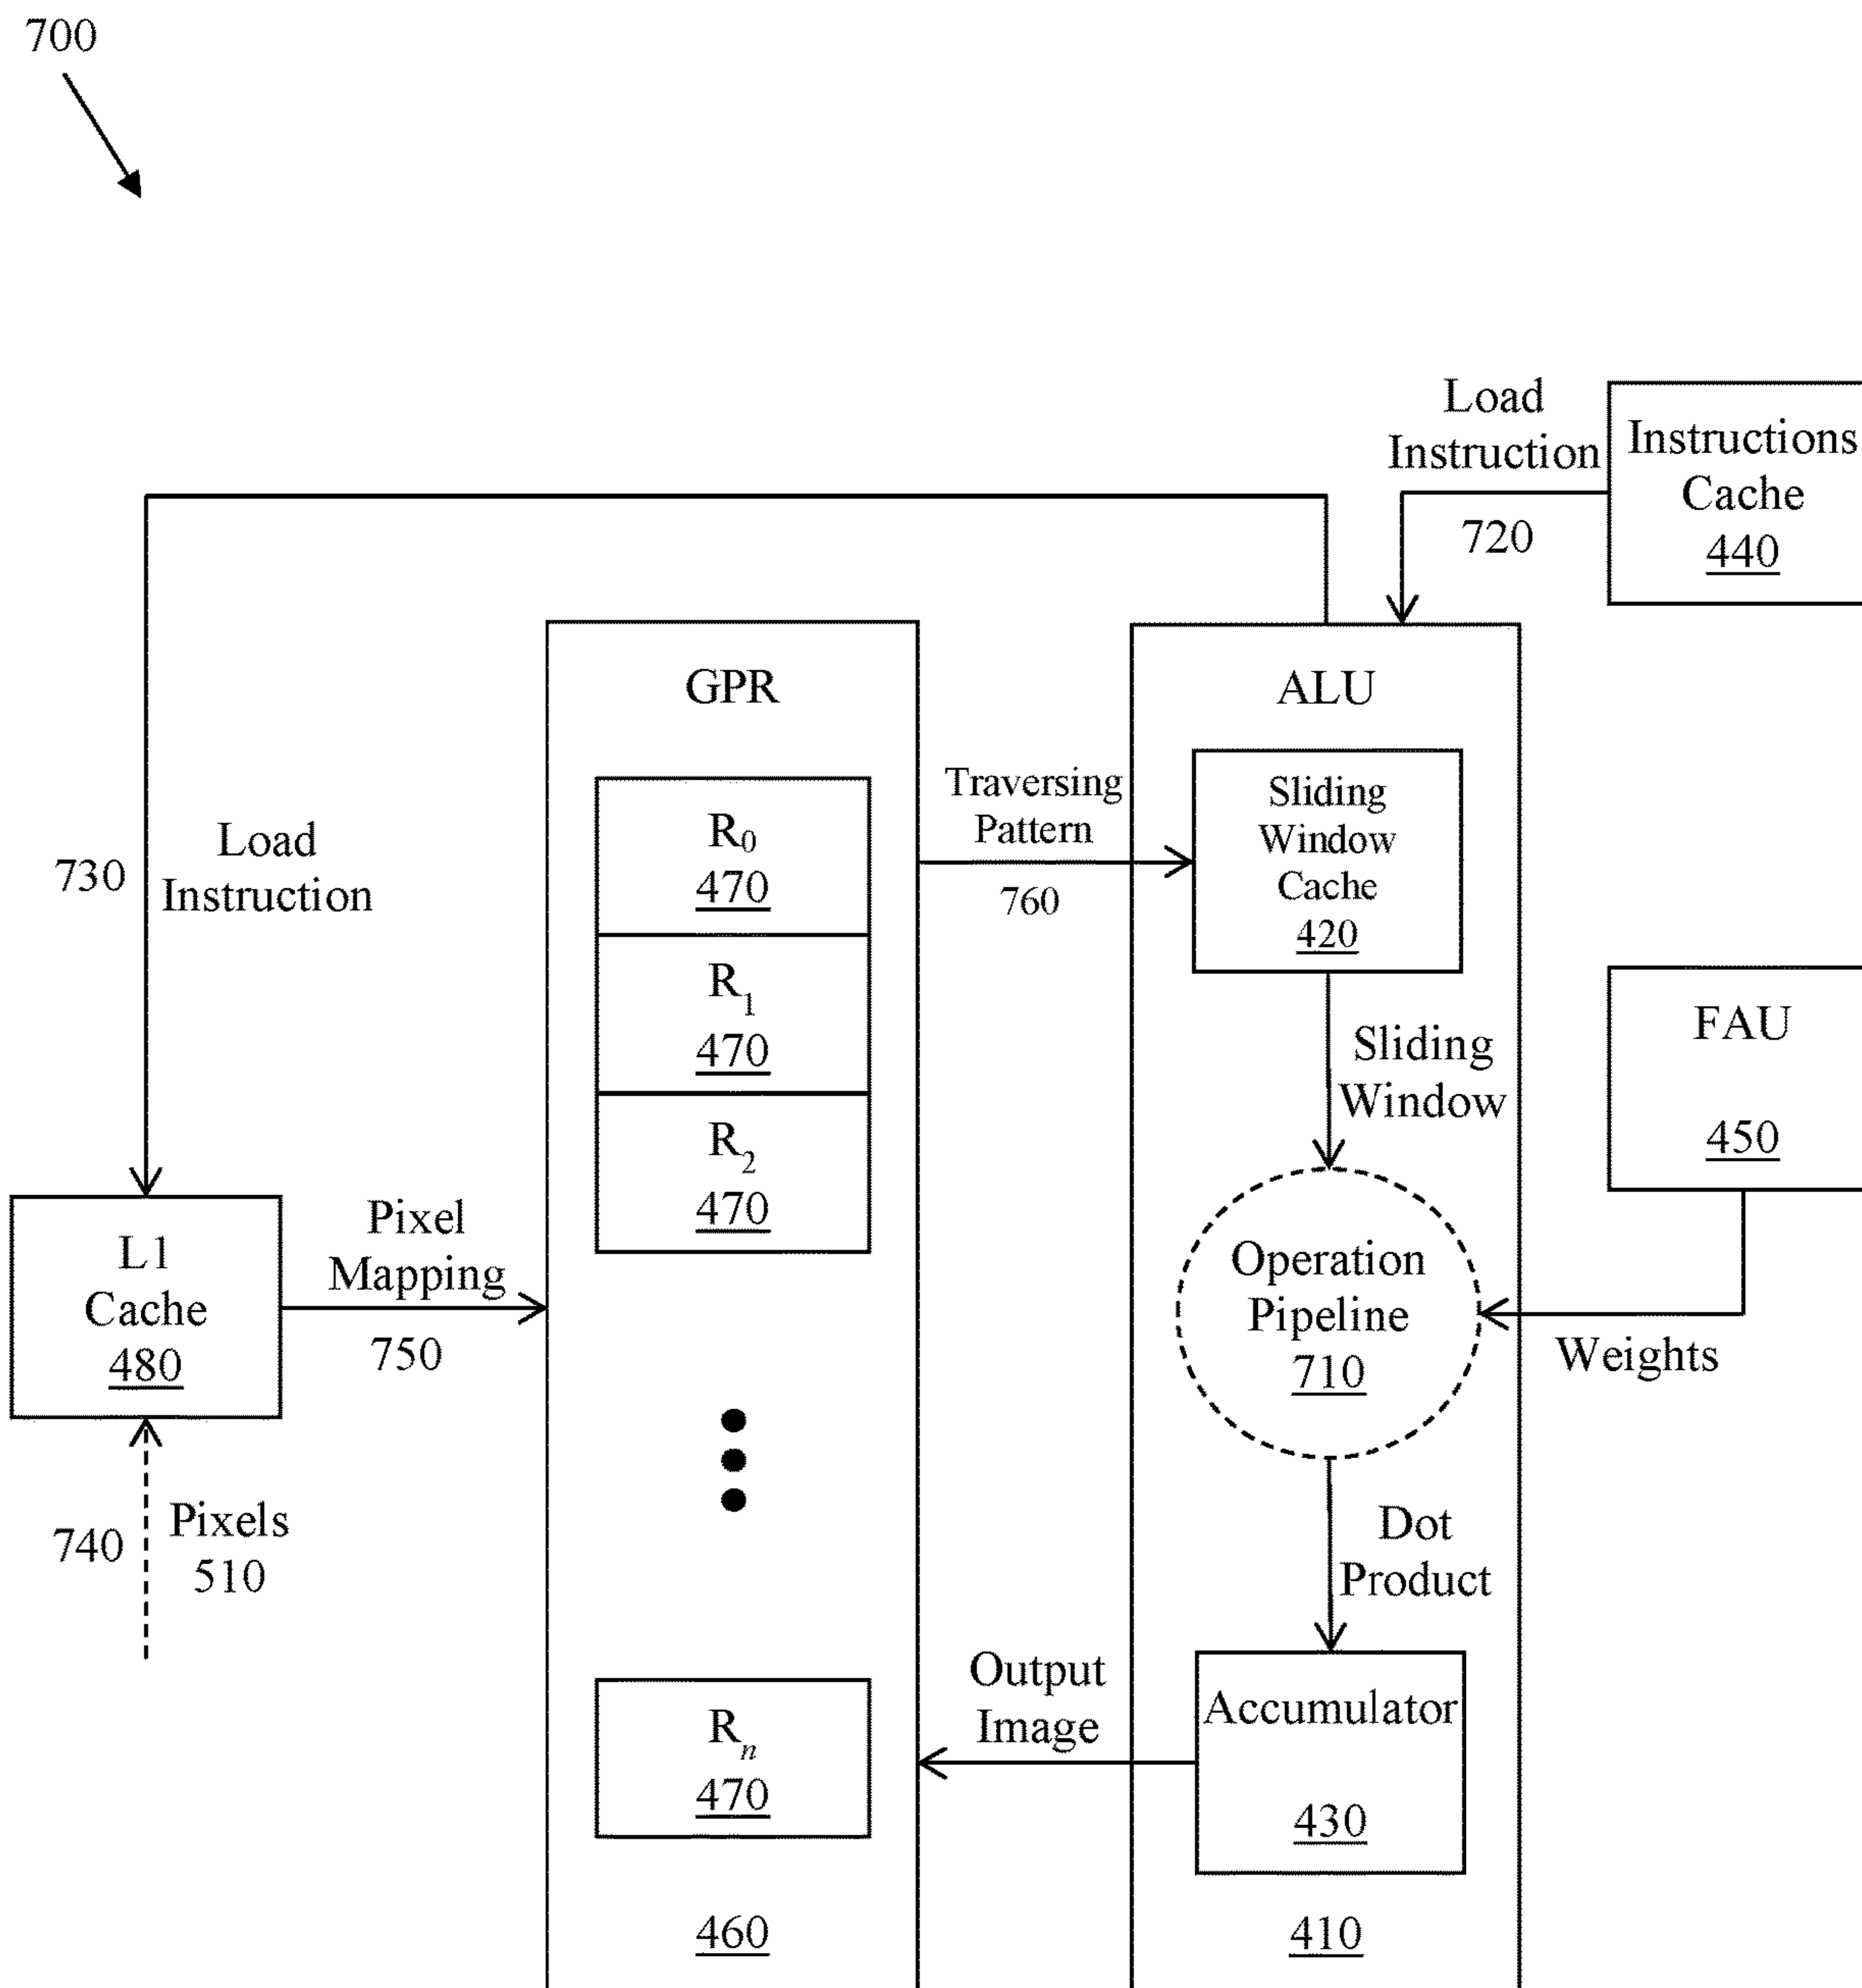 700
Load
Instruction
720
Instructions
Cache
440
730
Load
Instruction
GPR
R0
470
R1
470
R2
470
Rn
470
460
Traversing
Pattern
760
ALU
Sliding
Window
Cache
420
Sliding
Window
Operation
Pipeline
710
Dot
Product
Accumulator
430
410
FAU
450
Weights
L1
Cache
480
Pixel
Mapping
750
740
Pixels
510
Output
Image